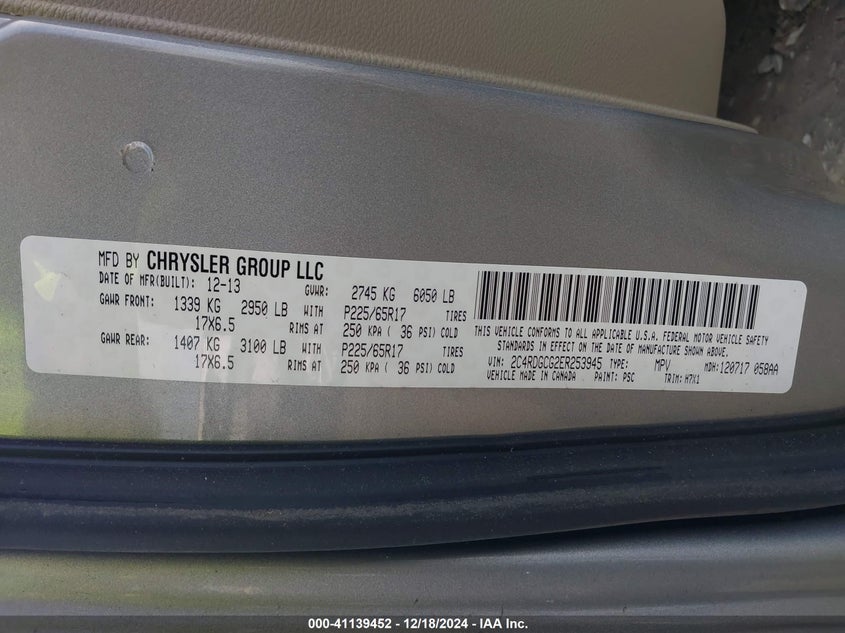 MFD BY CHRYSLER GROUP LLC
DATE OF MFR(BUILT): 12-13 GVWR: 2745 KG 6050 LB
GAWR FRONT: 1339 KG 2950 LB WITH P225/65R17 TIRES
17X6.5 RIMS AT 250 KPA ( 36 PSI) COLD
GAWR REAR: 1407 KG 3100 LB WITH P225/65R17 TIRES
17X6.5 RIMS AT 250 KPA ( 36 PSI) COLD
THIS VEHICLE CONFORMS TO ALL APPLICABLE U.S.A. FEDERAL MOTOR VEHICLE SAFETY
STANDARDS IN EFFECT ON THE DATE OF MANUFACTURE SHOWN ABOVE.
VIN: 2C4RDGCG2ER253945 TYPE: MPV MDH: 120717 058AA
VEHICLE MADE IN CANADA PAINT: PSC TRIM: H7X1
000-41139452 - 12/18/2024 - IAA Inc.